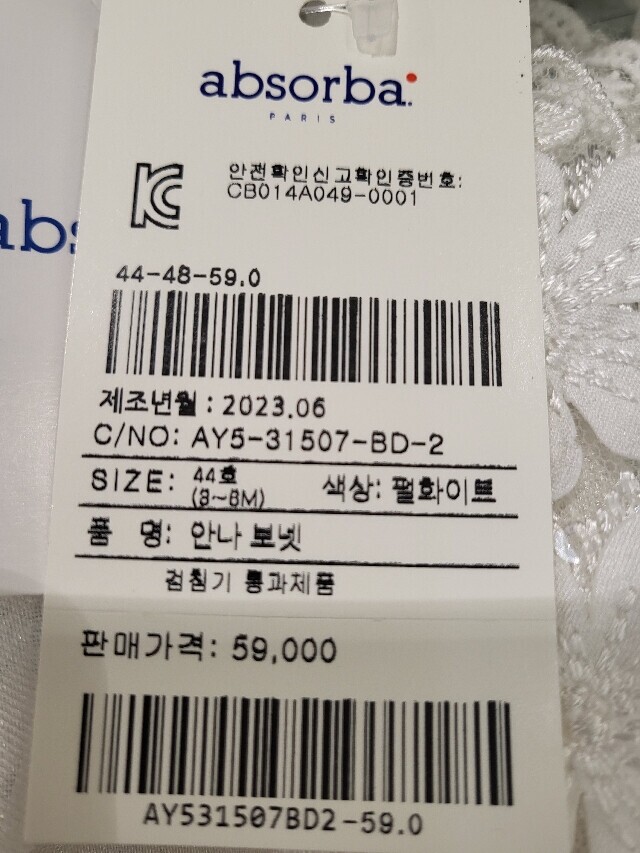 absorba.
PARIS
안전확인신고확인증번호:
CB014A049-0001
abs
44-48-59.0
제조년월 : 2023.06
C/NO: AY5-31507-BD-2
SIZE: 44호 (3~6M) 색상: 펄화이트
품 명: 안나 보넷
검침기 통과제품
판매가격: 59,000
AY531507BD2-59.0